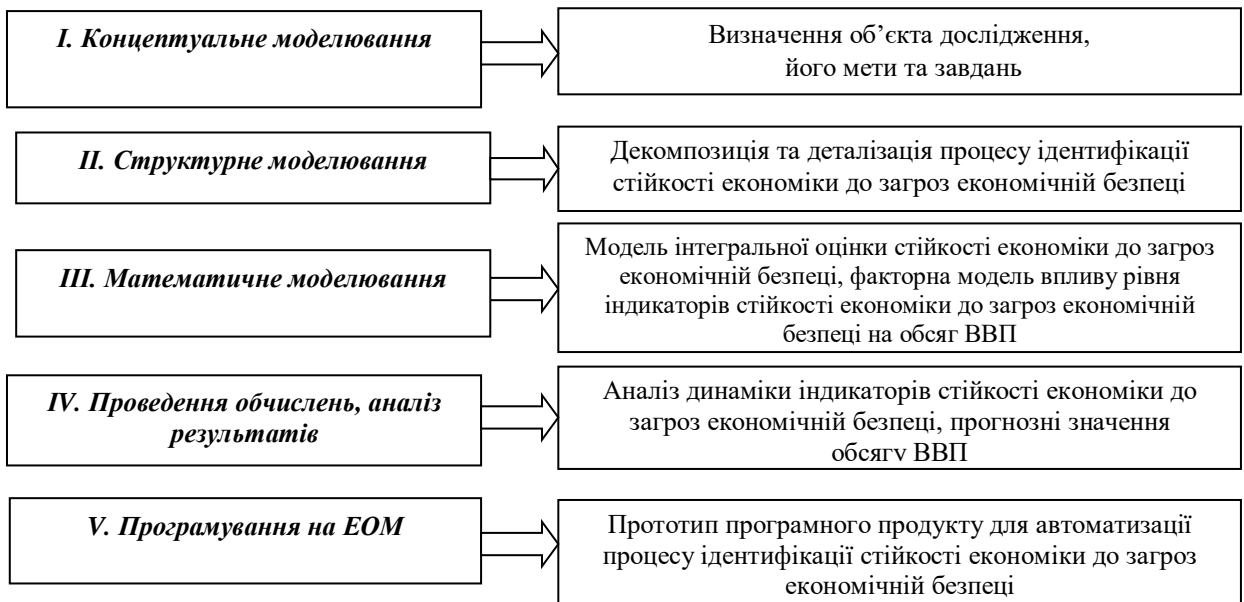 I. Концептуальне моделювання
Визначення об’єкта дослідження,
його мети та завдань
II. Структурне моделювання
Декомпозиція та деталізація процесу ідентифікації
стійкості економіки до загроз економічній безпеці
III. Математичне моделювання
Модель інтегральної оцінки стійкості економіки до загроз
економічній безпеці, факторна модель впливу рівня
індикаторів стійкості економіки до загроз економічній
безпеці на обсяг ВВП
IV. Проведення обчислень, аналіз
результатів
Аналіз динаміки індикаторів стійкості економіки до
загроз економічній безпеці, прогнозні значення
обсягу ВВП
V. Програмування на ЕОМ
Прототип програмного продукту для автоматизації
процесу ідентифікації стійкості економіки до загроз
економічній безпеці